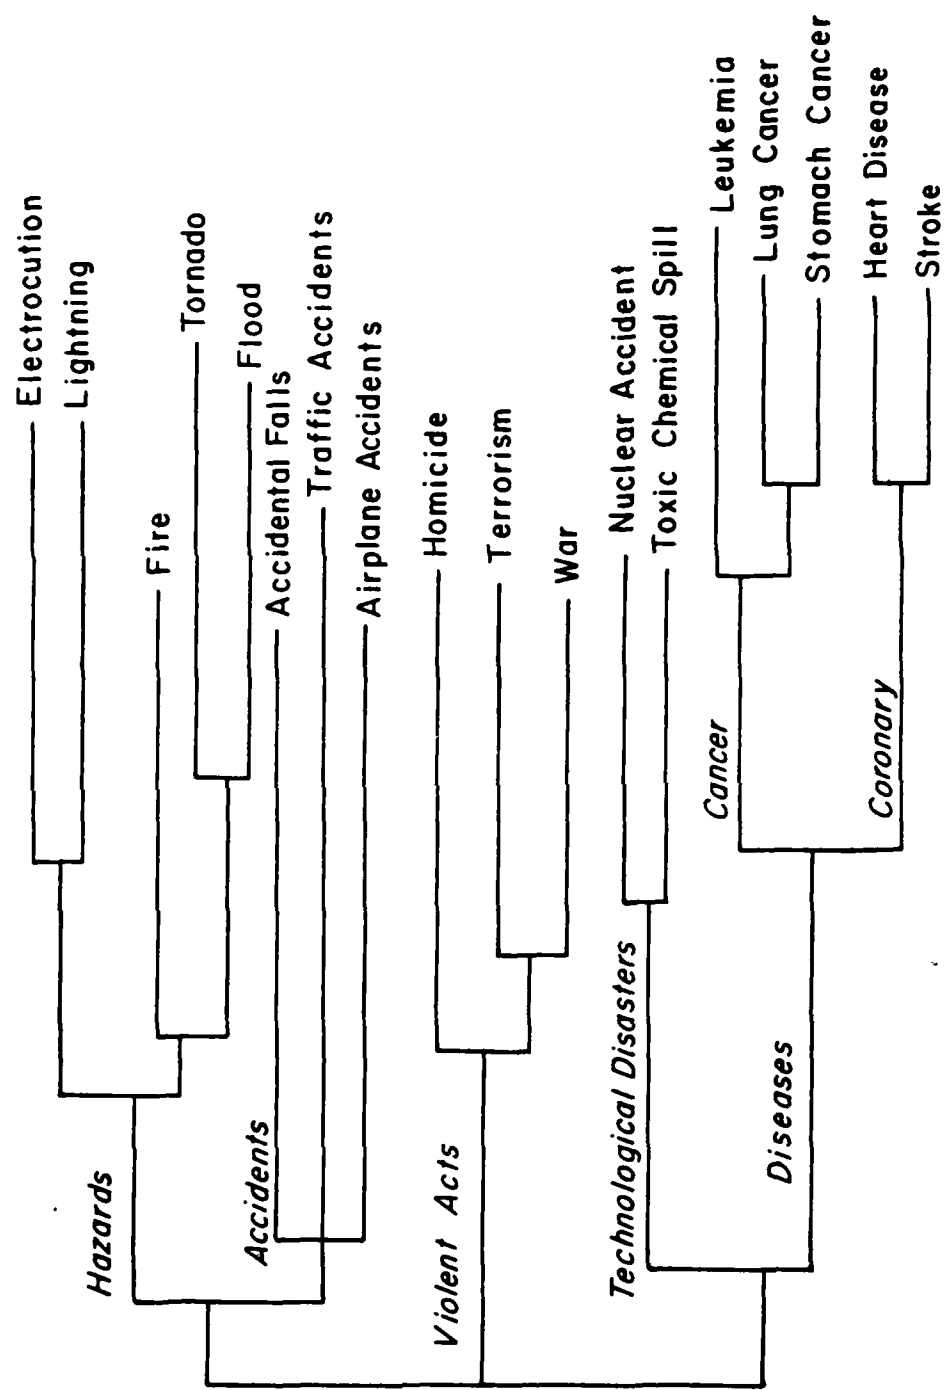 Hazards
Electrocution
Lightning
Fire
Tornado
Flood
Accidents
Accidental Falls
Traffic Accidents
Airplane Accidents
Violent Acts
Homicide
Terrorism
War
Technological Disasters
Nuclear Accident
Toxic Chemical Spill
Diseases
Cancer
Leukemia
Lung Cancer
Stomach Cancer
Coronary
Heart Disease
Stroke